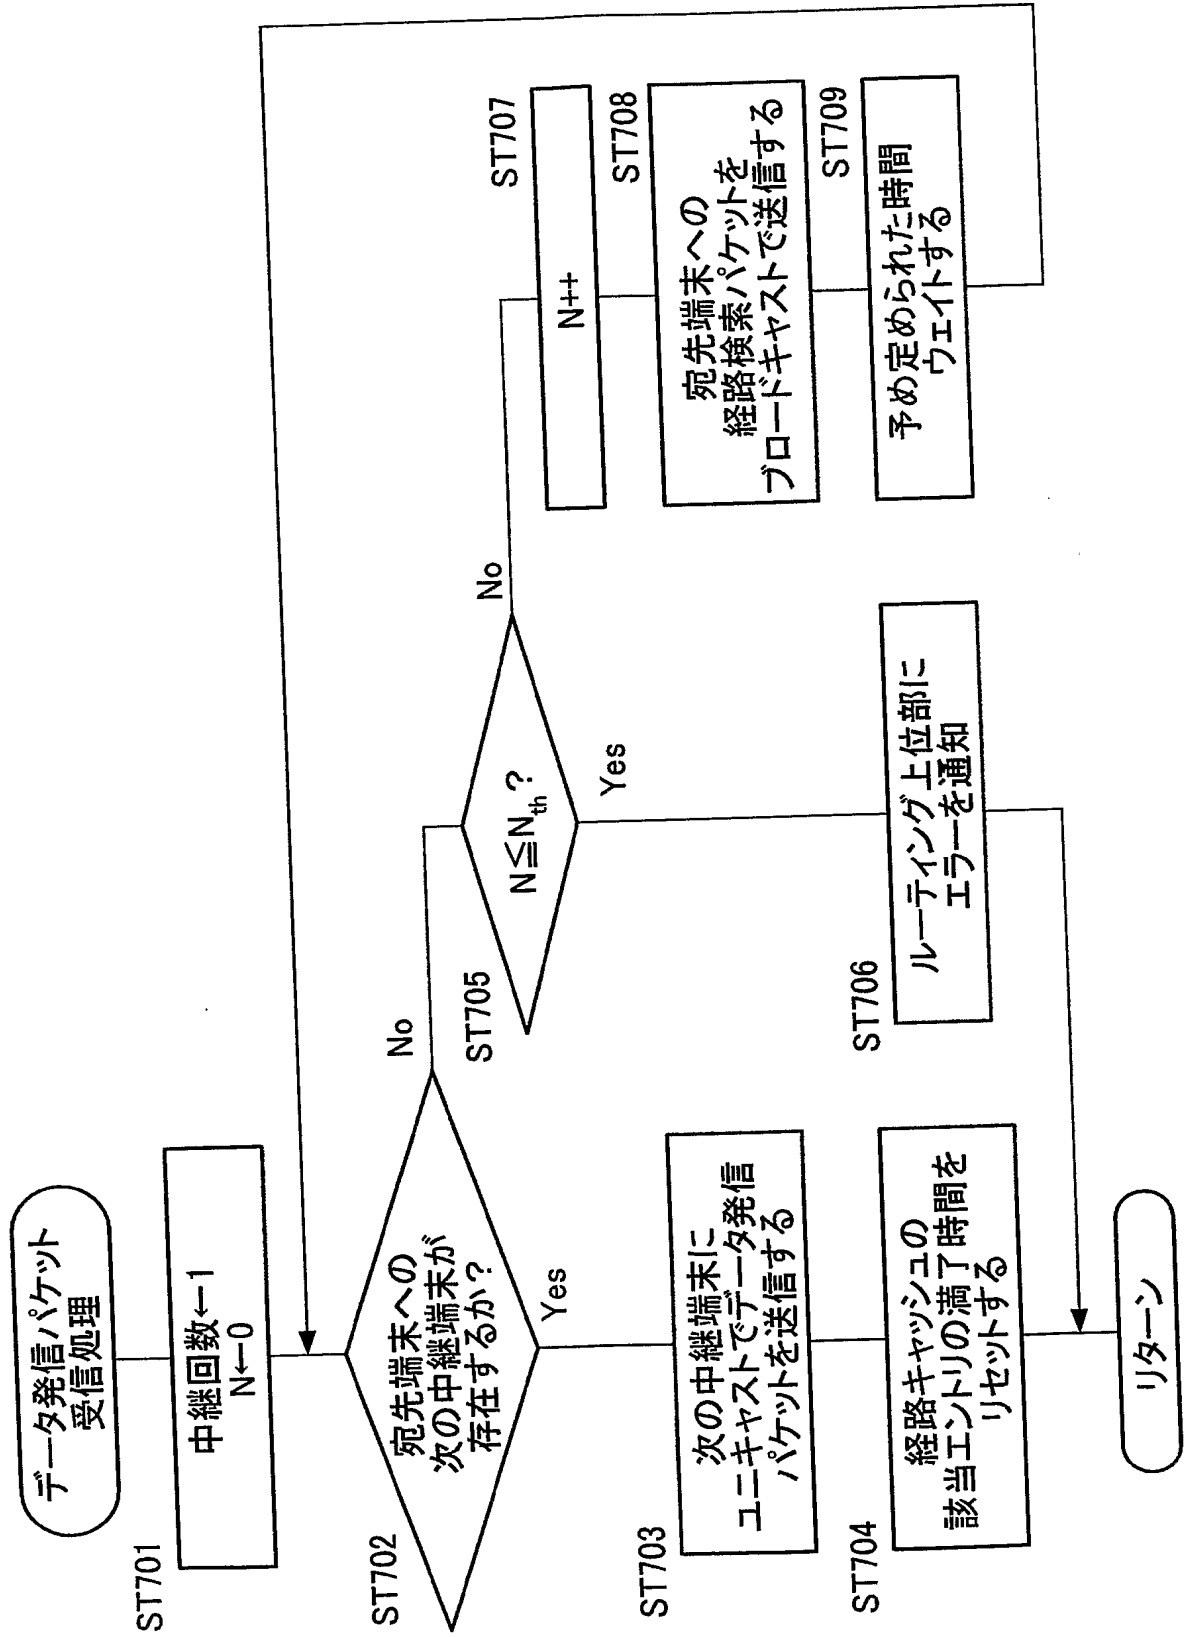 データ発信パケット
受信処理
ST701
中継回数←1
N←0
ST702
宛先端末への
次の中継端末が
存在するか?
No
Yes
ST703
次の中継端末に
ユニキャストでデータ発信
パケットを送信する
ST704
経路キャッシュの
該当エントリの満了時間を
リセットする
リターン
ST705
N≦Nth?
No
Yes
ST706
ルーティング上位部に
エラーを通知
ST707
N++
ST708
宛先端末への
経路検索パケットを
ブロードキャストで送信する
ST709
予め定められた時間
ウェイトする